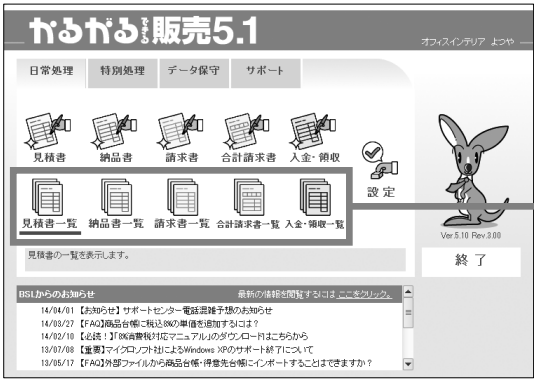 かるがるできる販売5.1
オフィスインテリア よつや
日常処理 特別処理 データ保守 サポート
見積書 納品書 請求書 合計請求書 入金・領収
設定
見積書一覧 納品書一覧 請求書一覧 合計請求書一覧 入金・領収一覧
Ver.5.10 Rev.3.00
見積書の一覧を表示します。
終了
BSLからのお知らせ 最新の情報を閲覧するにはここをクリック。
14/04/01 【お知らせ】サポートセンター電話混雑予想のお知らせ
14/03/27 【FAQ】商品台帳に税込8%の単価を追加するには？
14/02/10 【必読！】「8%消費税対応マニュアル」のダウンロードはこちらから
13/07/08 【重要】マイクロソフト社によるWindows XPのサポート終了について
13/05/17 【FAQ】外部ファイルから商品台帳・得意先台帳にインポートすることはできますか？